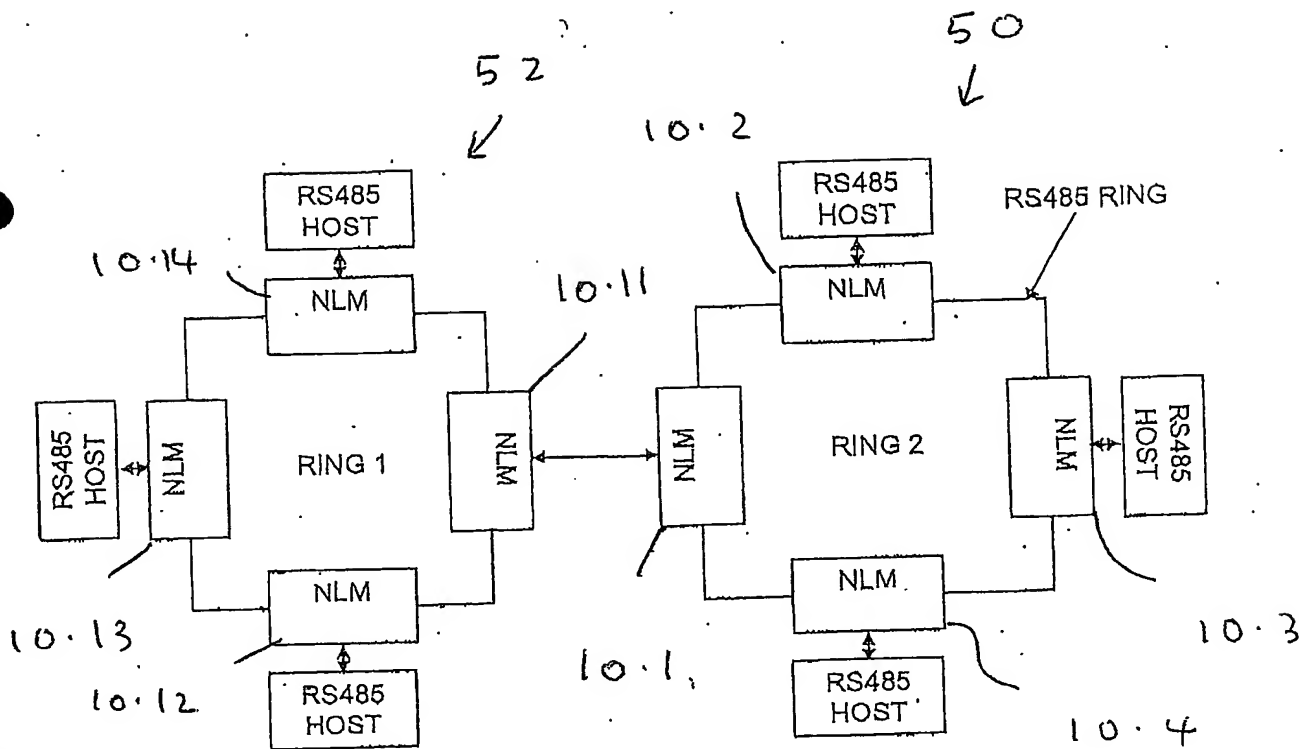 52
50
10.2
RS485
HOST
RS485
HOST
RS485 RING
10.14
NLM
10.11
NLM
RS485
HOST
NLM
RING 1
NLM
NLM
RING 2
NLM
RS485
HOST
NLM
NLM
10.13
10.12
RS485
HOST
10.1
RS485
HOST
10.3
10.4